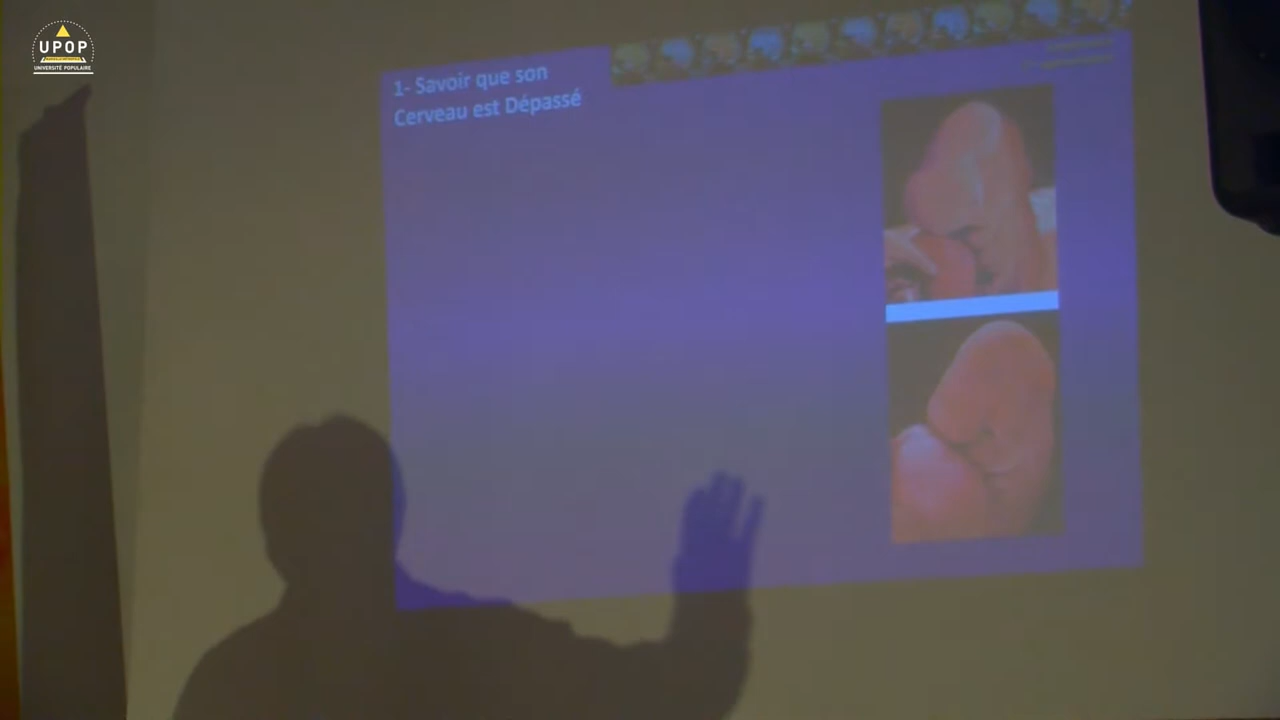 UPOP
UNIVERSITÉ POPULAIRE
1- Savoir que son
Cerveau est Dépassé